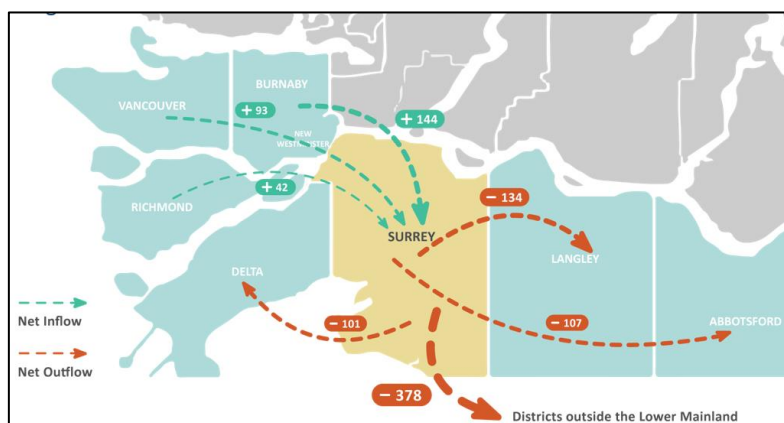 BURNABY
VANCOUVER
+ 93
+ 144
NEW
WESTMINSTER
+ 42
RICHMOND
- 134
SURREY
LANGLEY
DELTA
Net Inflow
- 101
- 107
ABBOTSFORD
Net Outflow
- 378
Districts outside the Lower Mainland